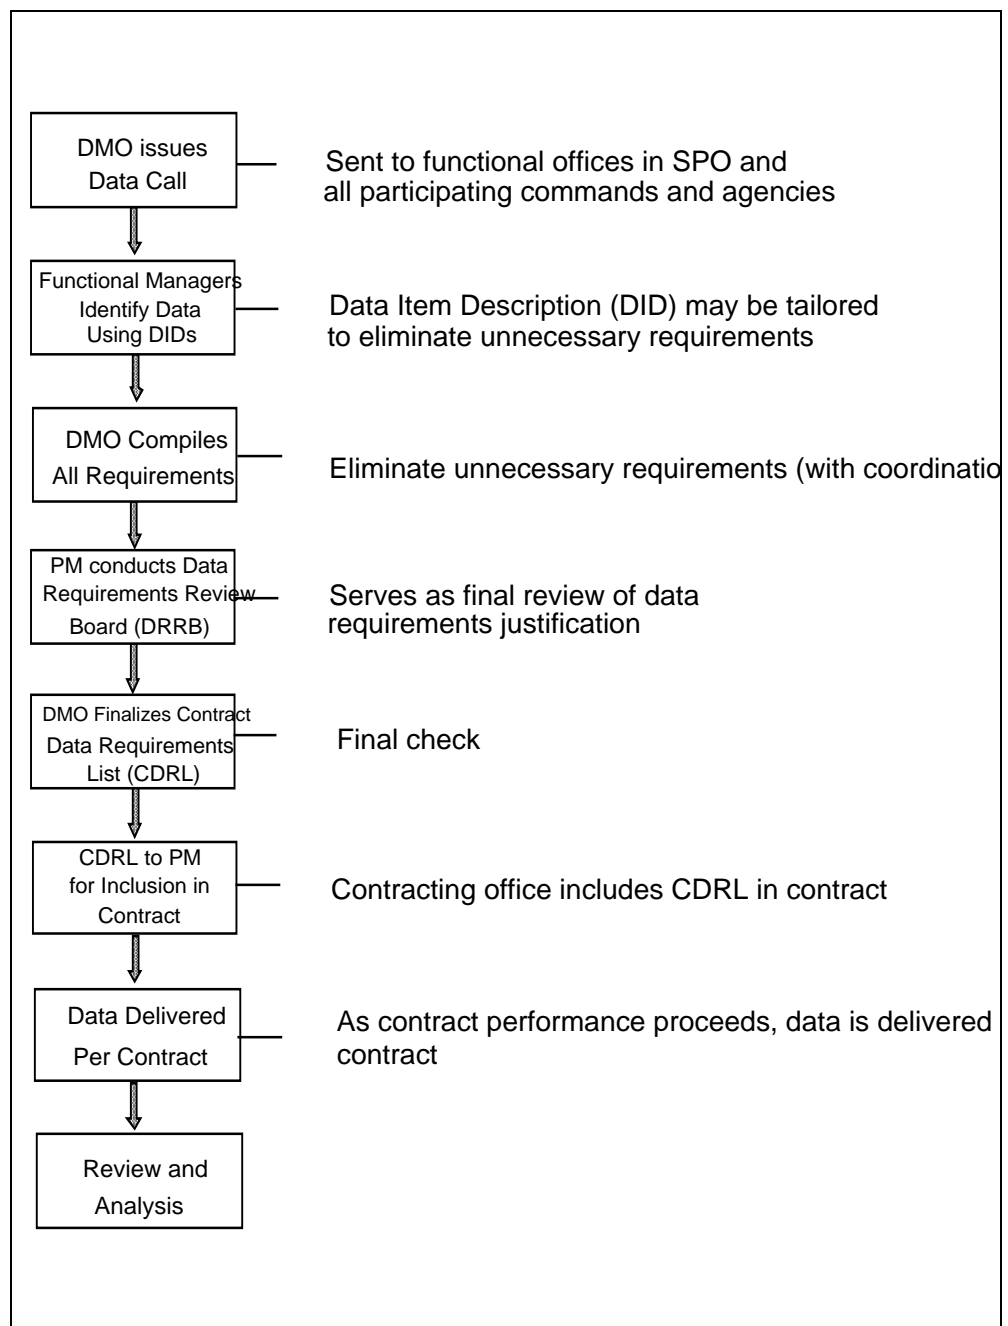 DMO issues
Data Call
Sent to functional offices in SPO and
all participating commands and agencies
Functional Managers
Identify Data
Using DIDs
Data Item Description (DID) may be tailored
to eliminate unnecessary requirements
DMO Compiles
All Requirements
Eliminate unnecessary requirements (with coordinatio
PM conducts Data
Requirements Review
Board (DRRB)
Serves as final review of data
requirements justification
DMO Finalizes Contract
Data Requirements
List (CDRL)
Final check
CDRL to PM
for Inclusion in
Contract
Contracting office includes CDRL in contract
Data Delivered
Per Contract
As contract performance proceeds, data is delivered
contract
Review and
Analysis